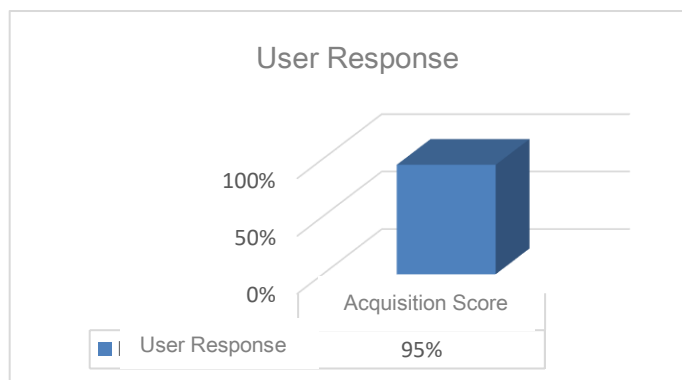 User Response
100%
50%
0%
Acquisition Score
User Response 95%